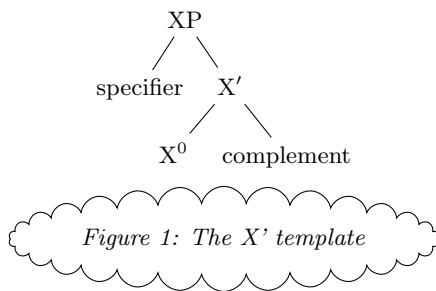 XP
specifier X′
X⁰ complement
Figure 1: The X' template